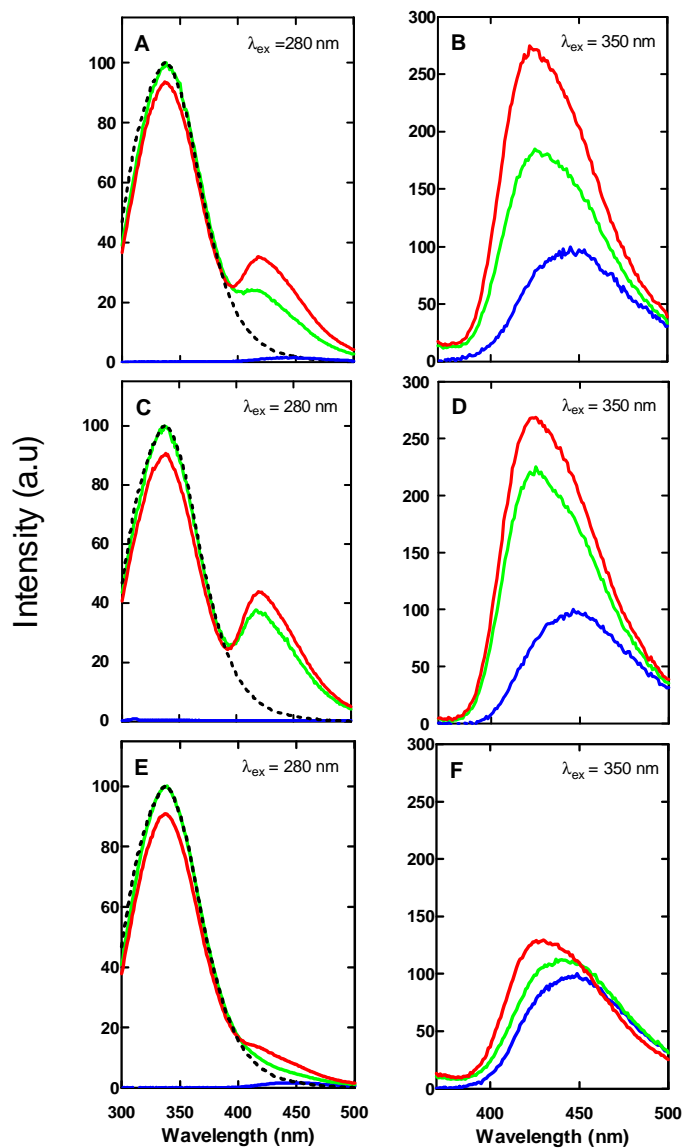 A
λex =280 nm
100
80
60
40
20
0
B
λex = 350 nm
300
250
200
150
100
50
0
C
λex = 280 nm
100
80
60
40
20
0
D
λex = 350 nm
300
250
200
150
100
50
0
E
λex = 280 nm
100
80
60
40
20
0
300 350 400 450 500
Wavelength (nm)
F
λex = 350 nm
300
250
200
150
100
50
0
400 450 500
Wavelength (nm)
Intensity (a.u)